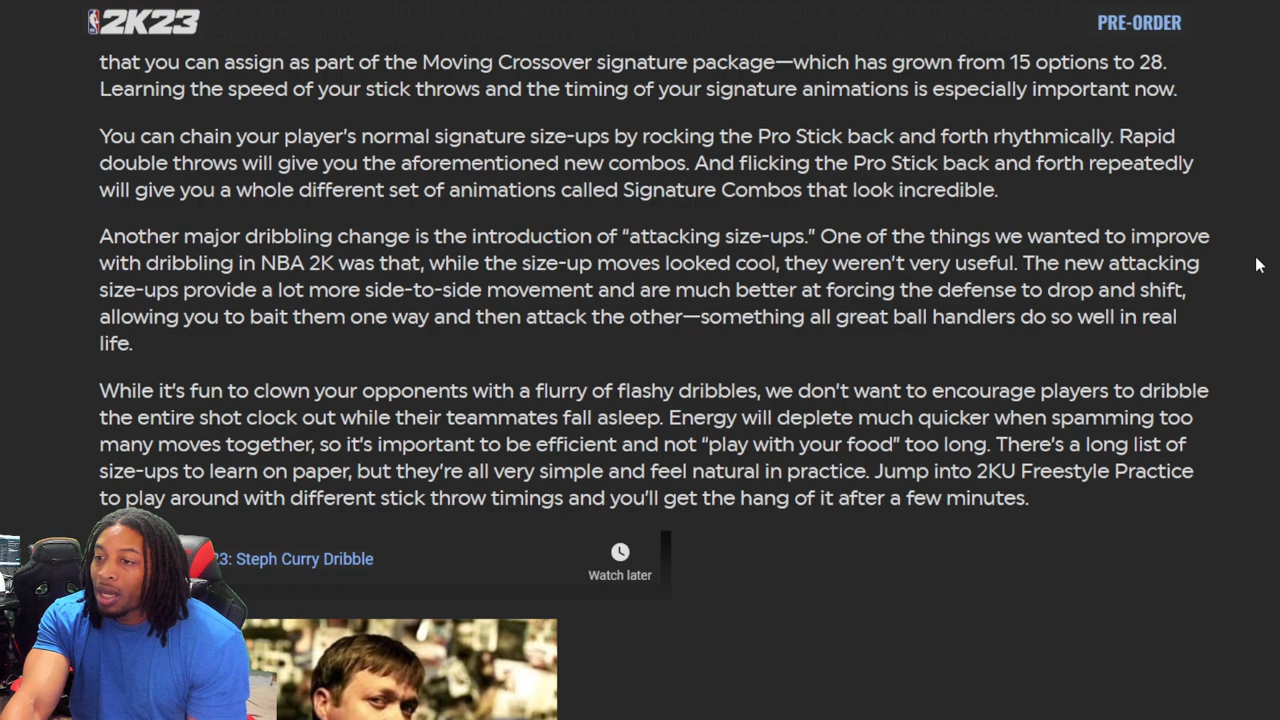 2K23
PRE-ORDER
that you can assign as part of the Moving Crossover signature package—which has grown from 15 options to 28.
Learning the speed of your stick throws and the timing of your signature animations is especially important now.
You can chain your player's normal signature size-ups by rocking the Pro Stick back and forth rhythmically. Rapid
double throws will give you the aforementioned new combos. And flicking the Pro Stick back and forth repeatedly
will give you a whole different set of animations called Signature Combos that look incredible.
Another major dribbling change is the introduction of “attacking size-ups.” One of the things we wanted to improve
with dribbling in NBA 2K was that, while the size-up moves looked cool, they weren't very useful. The new attacking
size-ups provide a lot more side-to-side movement and are much better at forcing the defense to drop and shift,
allowing you to bait them one way and then attack the other—something all great ball handlers do so well in real
life.
While it's fun to clown your opponents with a flurry of flashy dribbles, we don't want to encourage players to dribble
the entire shot clock out while their teammates fall asleep. Energy will deplete much quicker when spamming too
many moves together, so it's important to be efficient and not “play with your food” too long. There's a long list of
size-ups to learn on paper, but they're all very simple and feel natural in practice. Jump into 2KU Freestyle Practice
to play around with different stick throw timings and you'll get the hang of it after a few minutes.
23: Steph Curry Dribble
Watch later